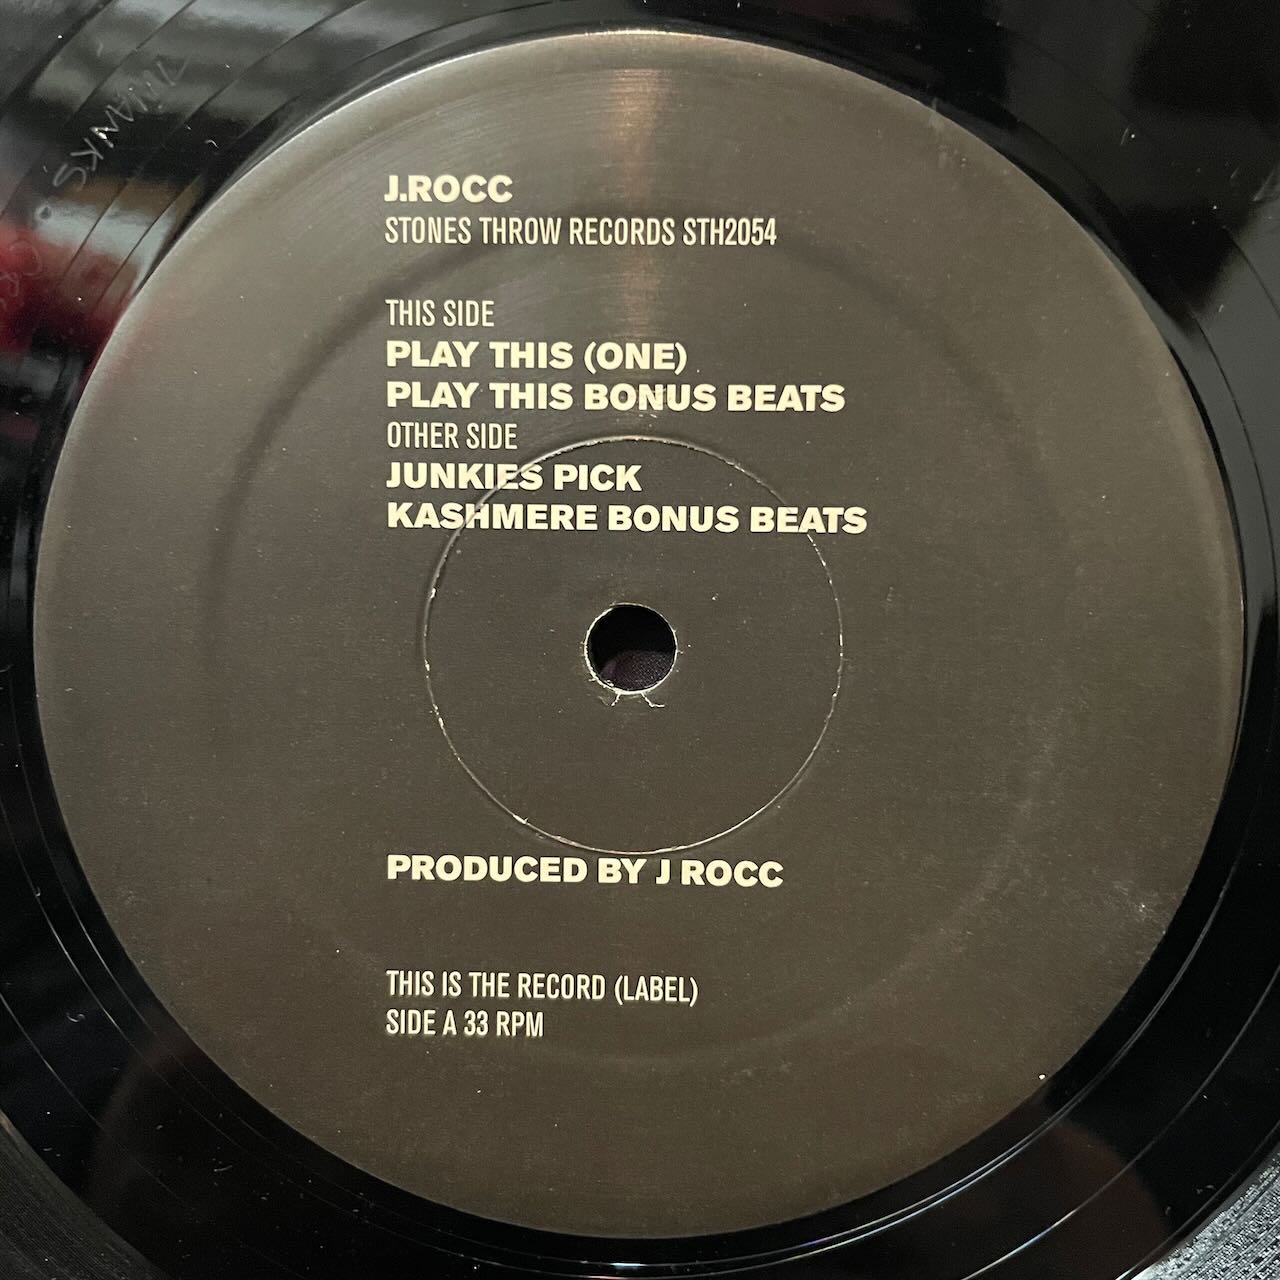 J.ROCC
STONES THROW RECORDS STH2054
THIS SIDE
PLAY THIS (ONE)
PLAY THIS BONUS BEATS
OTHER SIDE
JUNKIES PICK
KASHMERE BONUS BEATS
PRODUCED BY J ROCC
THIS IS THE RECORD (LABEL)
SIDE A 33 RPM
THANKS